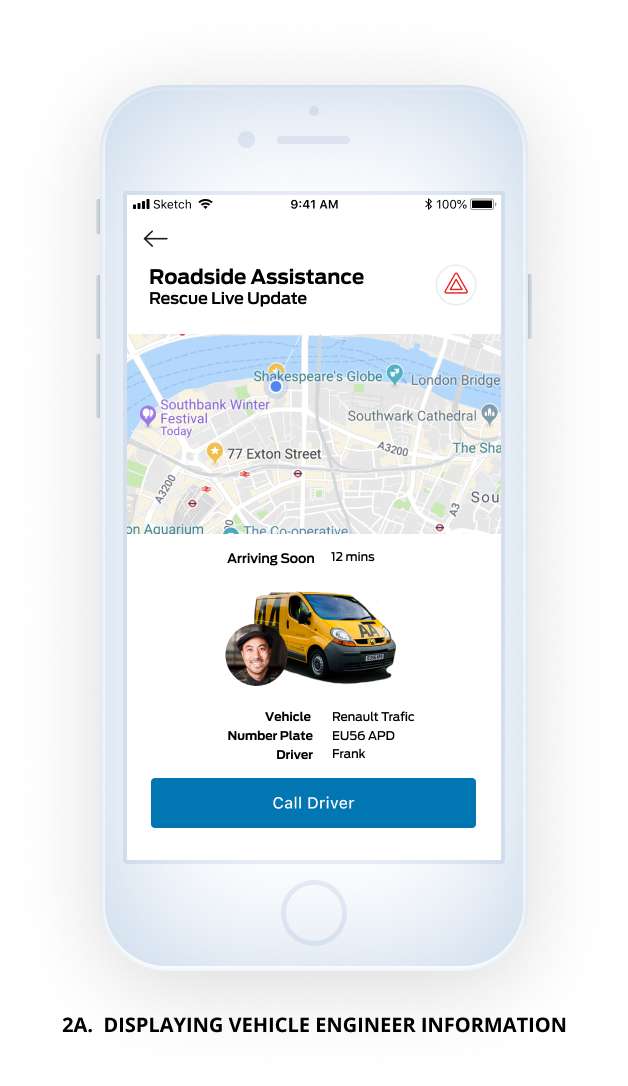 Sketch 9:41 AM 100%
Roadside Assistance
Rescue Live Update
Shakespeare's Globe
London Bridge
Southbank Winter
Festival
Today
Southwark Cathedral
77 Exton Street
A3200
The Sha
A3200
A3
Sou
on Aquarium
The Co-operative
Arriving Soon 12 mins
AA
AA
Vehicle Renault Trafic
Number Plate EU56 APD
Driver Frank
Call Driver
2A. DISPLAYING VEHICLE ENGINEER INFORMATION